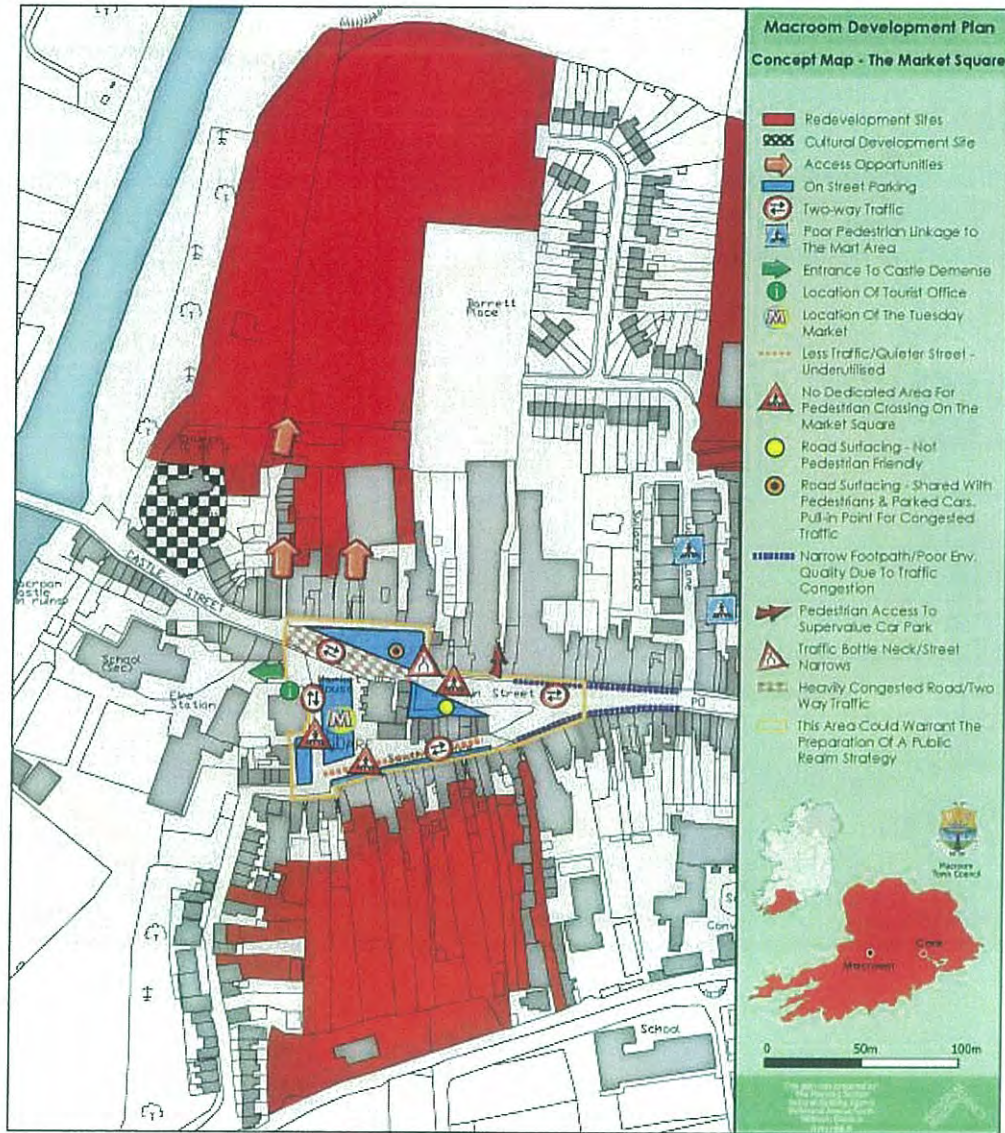 Macroom Development Plan
Concept Map - The Market Square
Redevelopment Sites
Cultural Development Site
Access Opportunities
On Street Parking
Two-way Traffic
Poor Pedestrian Linkage to
The Mart Area
Entrance To Castle Demense
i
Location Of Tourist Office
M
Location Of The Tuesday
Market
Less Traffic/Quieter Street -
Underutilised
No Dedicated Area For
Pedestrian Crossing On The
Market Square
Road Surfacing - Not
Pedestrian Friendly
Road Surfacing - Shared With
Pedestrians & Parked Cars.
Pull-in Point For Congested
Traffic
Narrow Footpath/Poor Env.
Quality Due To Traffic
Congestion
Pedestrian Access To
Supervalue Car Park
Traffic Bottle Neck/Street
Narrows
Heavily Congested Road/Two
Way Traffic
This Area Could Warrant The
Preparation Of A Public
Realm Strategy
Macroom
Town Council
Cork
Macroom
0 50m 100m
Barrett
Place
CASTLE
STREET
School
(Sec)
Station
i
M
Street
PO
School